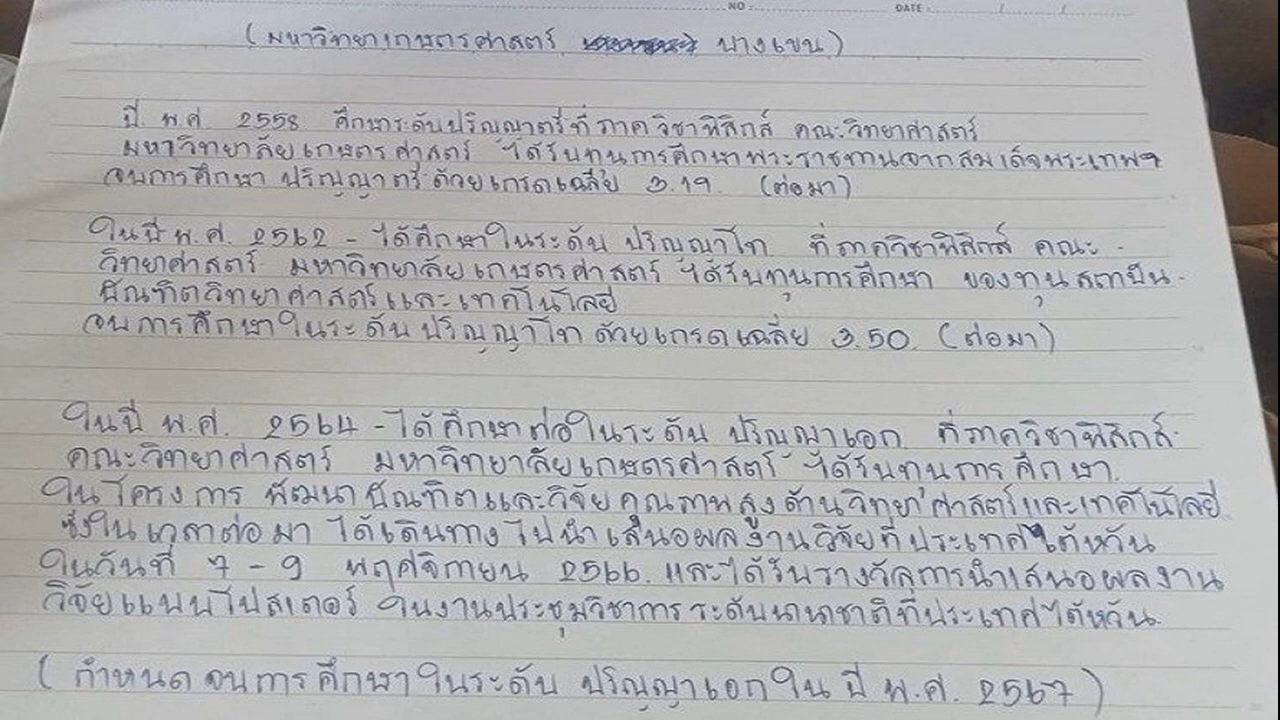 NO. DATE / /
(มหาวิทยาเกษตรศาสตร์ บางเขน)
ปี พ.ศ. 2558 ศึกษาระดับปริญญาตรีที่ภาควิชาฟิสิกส์ คณะวิทยาศาสตร์
มหาวิทยาลัยเกษตรศาสตร์ ได้รับทุนการศึกษาพระราชทานจากสมเด็จพระเทพฯ
จบการศึกษา ปริญญาตรีด้วยเกรดเฉลี่ย 3.19. (ต่อมา)
ในปี พ.ศ. 2562 - ได้ศึกษาในระดับ ปริญญาโท ที่ภาควิชาฟิสิกส์ คณะ -
วิทยาศาสตร์ มหาวิทยาลัยเกษตรศาสตร์ ได้รับทุนการศึกษา ของทุนสถาบัน -
บัณฑิตวิทยาศาสตร์และเทคโนโลยี
จบการศึกษาในระดับปริญญาโท ด้วยเกรดเฉลี่ย 3.50. (ต่อมา)
ในปี พ.ศ. 2564 - ได้ศึกษาต่อในระดับ ปริญญาเอก ที่ภาควิชาฟิสิกส์.
คณะวิทยาศาสตร์ มหาวิทยาลัยเกษตรศาสตร์ ได้รับทุนการศึกษา.
ในโครงการ พัฒนาบัณฑิตและวิจัยคุณภาพสูงด้านวิทยาศาสตร์และเทคโนโลยี
ซึ่งในเวลาต่อมา ได้เดินทางไปนำเสนอผลงานวิจัยที่ประเทศไต้หวัน
ในวันที่ 7 - 9 พฤศจิกายน 2566. และได้รับรางวัลการนำเสนอผลงาน
วิจัยแบบโปสเตอร์ ในงานประชุมวิชาการระดับนานาชาติที่ประเทศไต้หวัน.
(กำหนดจบการศึกษาในระดับ ปริญญาเอกใน ปี พ.ศ. 2567)